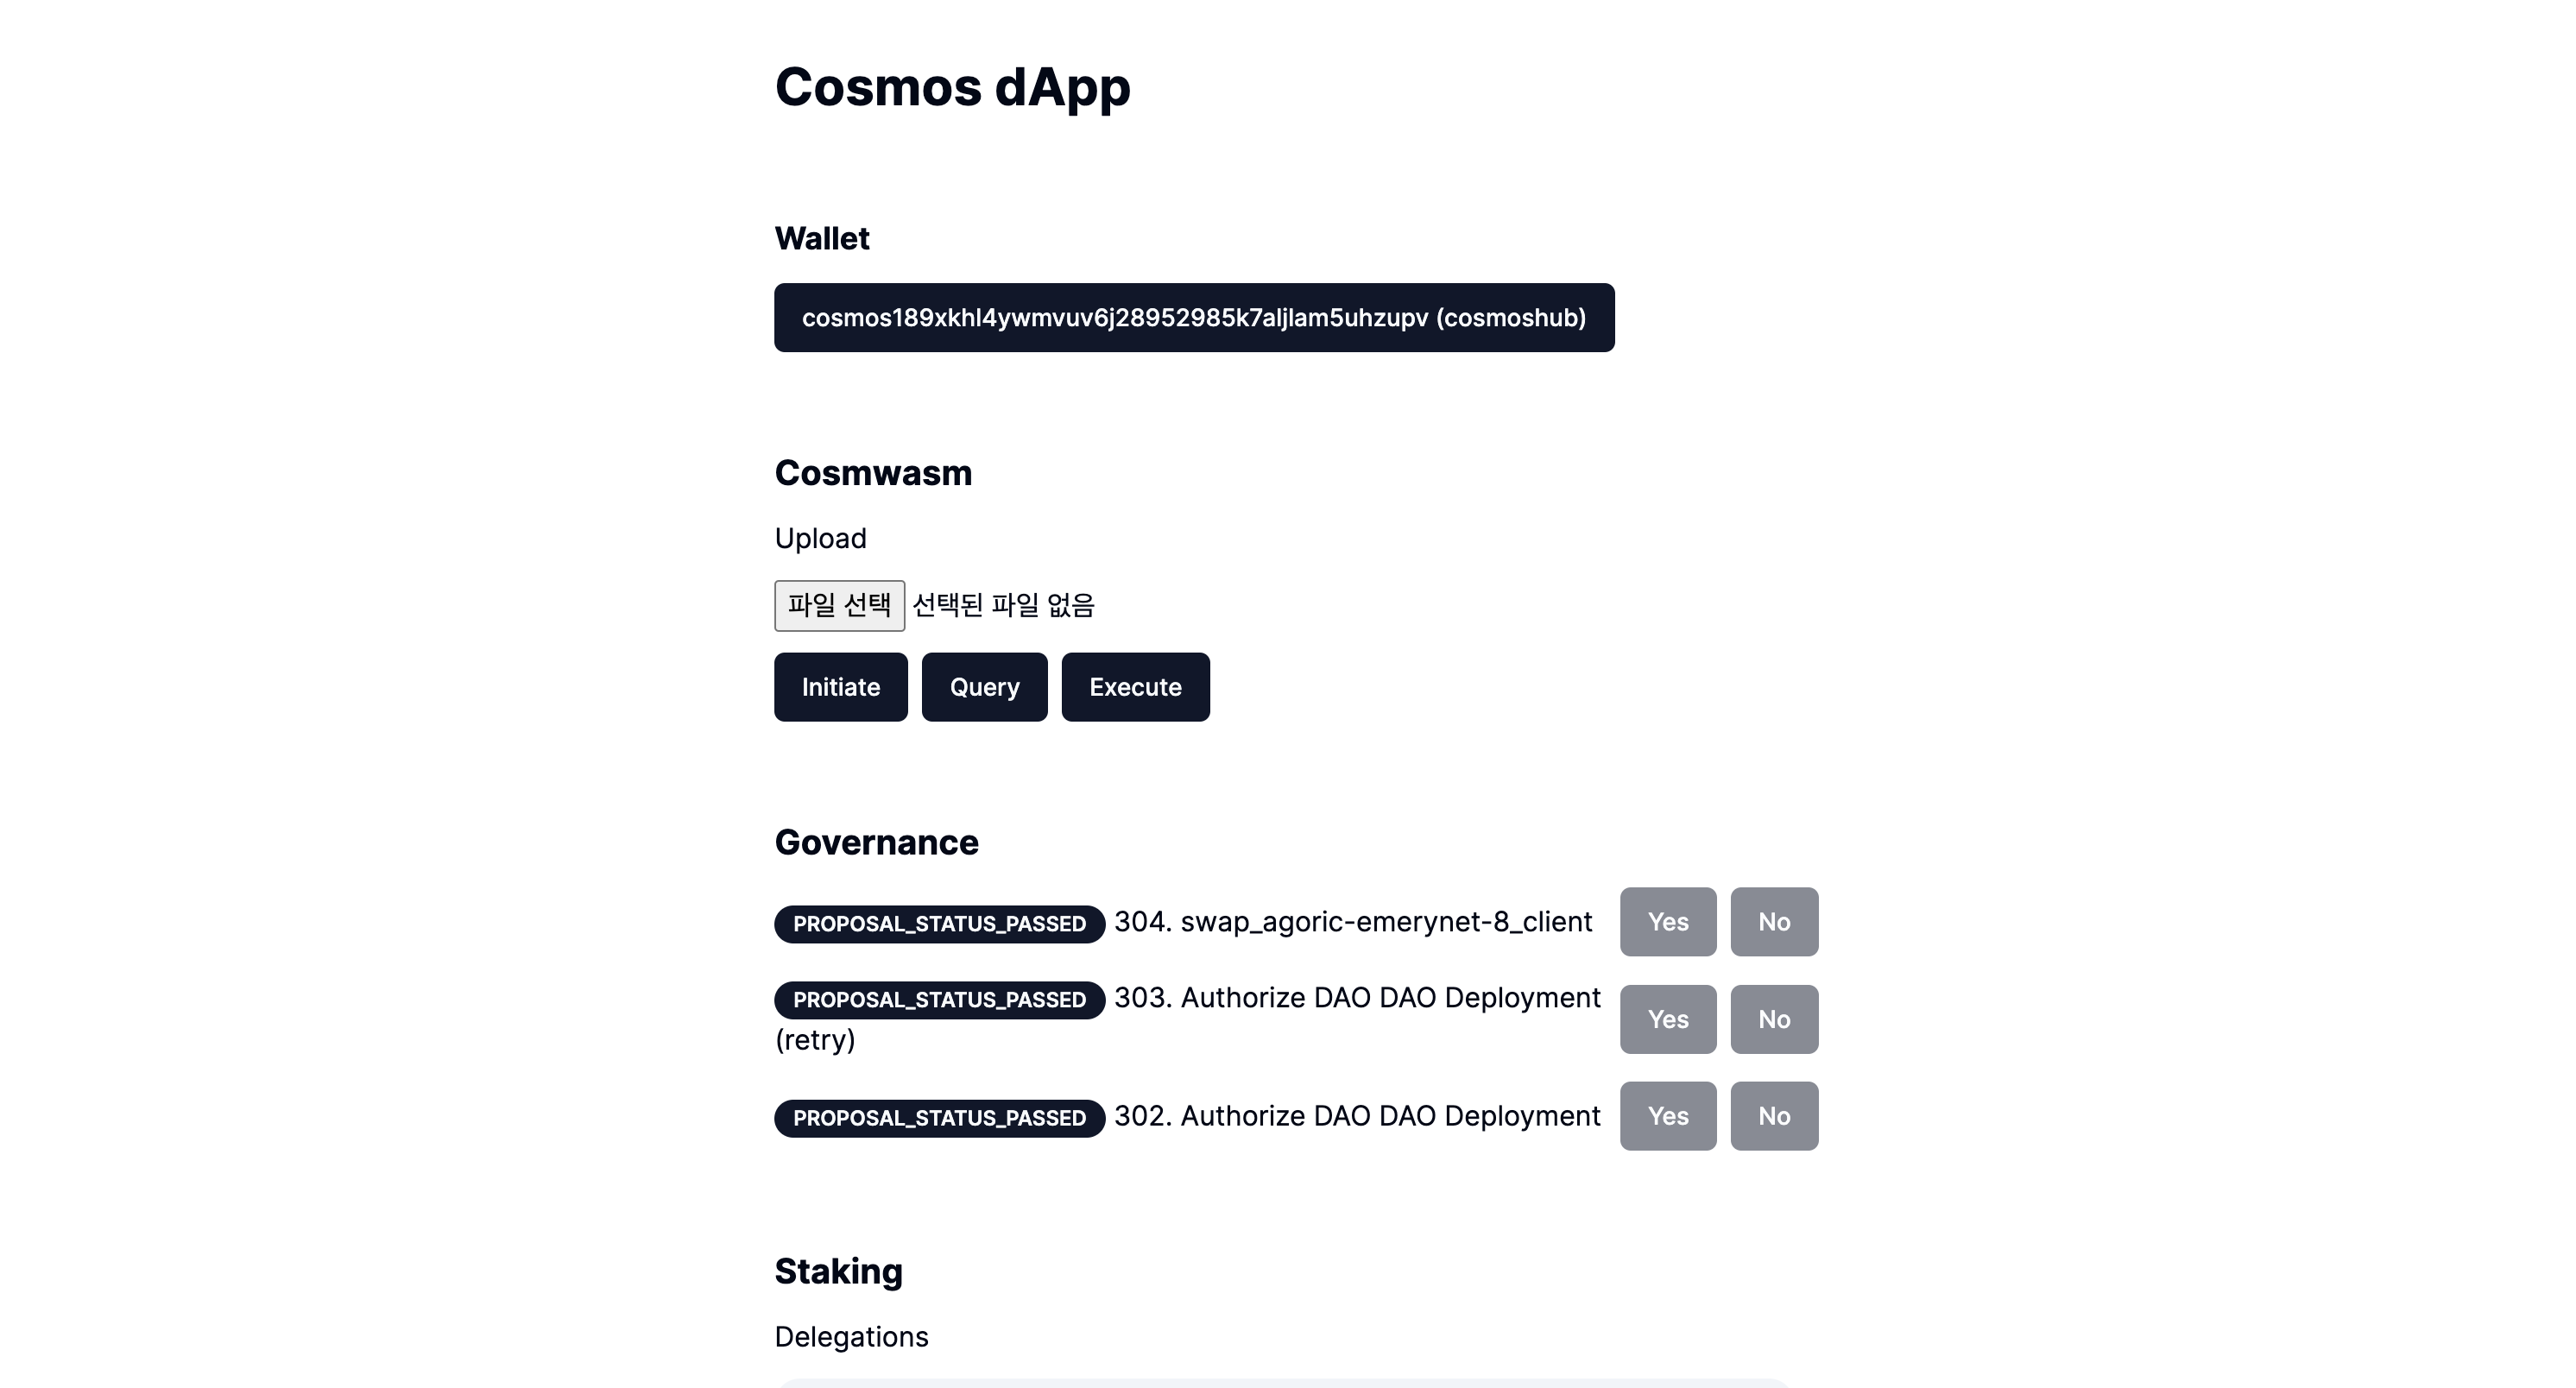 Cosmos dApp
Wallet
cosmos189xkhl4ywmvuv6j28952985k7aljlam5uhzupv (cosmoshub)
Cosmwasm
Upload
파일 선택 선택된 파일 없음
Initiate Query Execute
Governance
PROPOSAL_STATUS_PASSED 304. swap_agoric-emerynet-8_client Yes No
PROPOSAL_STATUS_PASSED 303. Authorize DAO DAO Deployment
(retry) Yes No
PROPOSAL_STATUS_PASSED 302. Authorize DAO DAO Deployment Yes No
Staking
Delegations